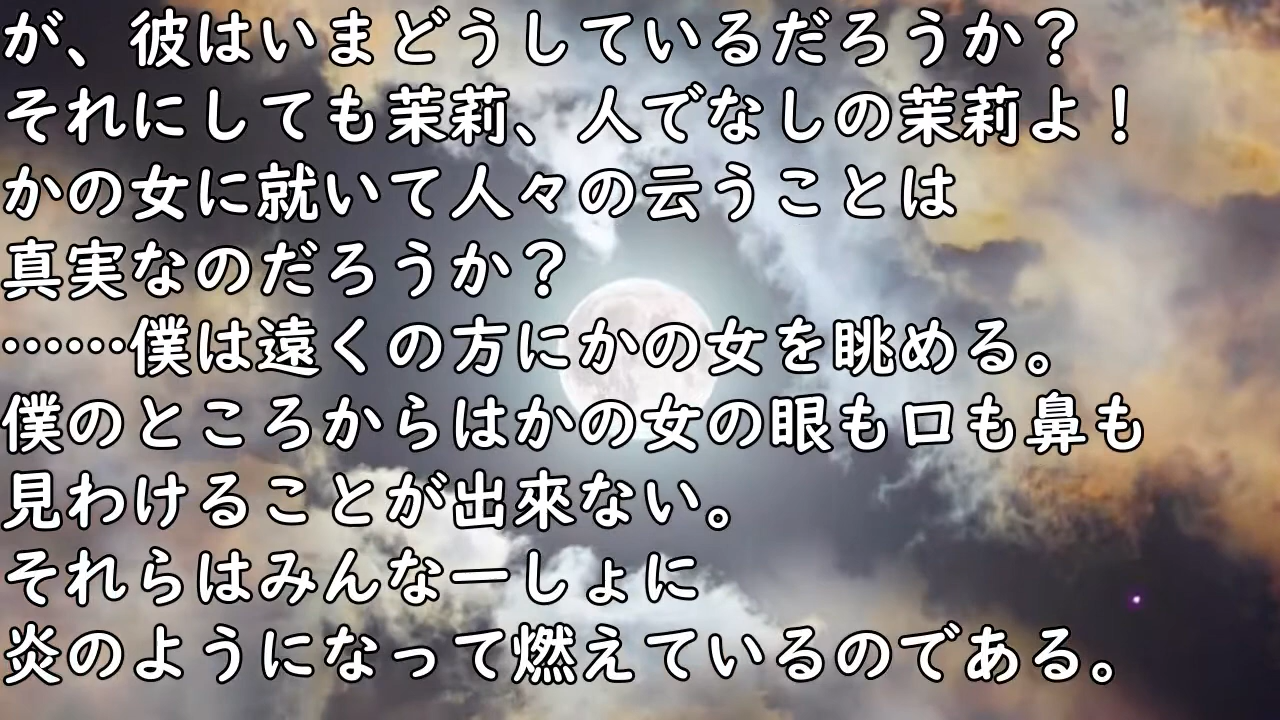 が、彼はいまどうしているだろうか？
それにしても茉莉、人でなしの茉莉よ！
かの女に就いて人々の云うことは
真実なのだろうか？
……僕は遠くの方にかの女を眺める。
僕のところからはかの女の眼も口も鼻も
見わけることが出來ない。
それらはみんな一しょに
炎のようになって燃えているのである。